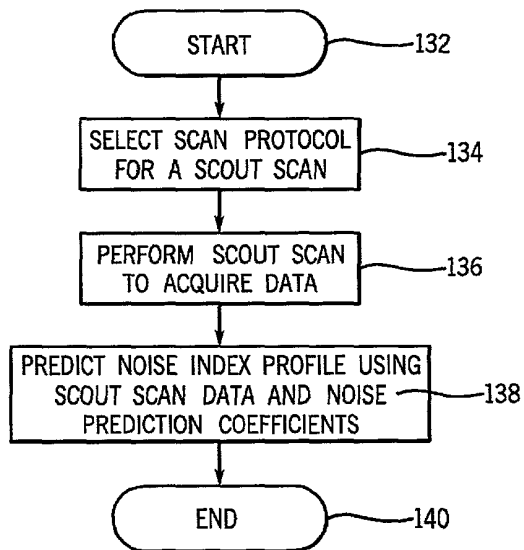 START
132
SELECT SCAN PROTOCOL
FOR A SCOUT SCAN
134
PERFORM SCOUT SCAN
TO ACQUIRE DATA
136
PREDICT NOISE INDEX PROFILE USING
SCOUT SCAN DATA AND NOISE
PREDICTION COEFFICIENTS
138
END
140